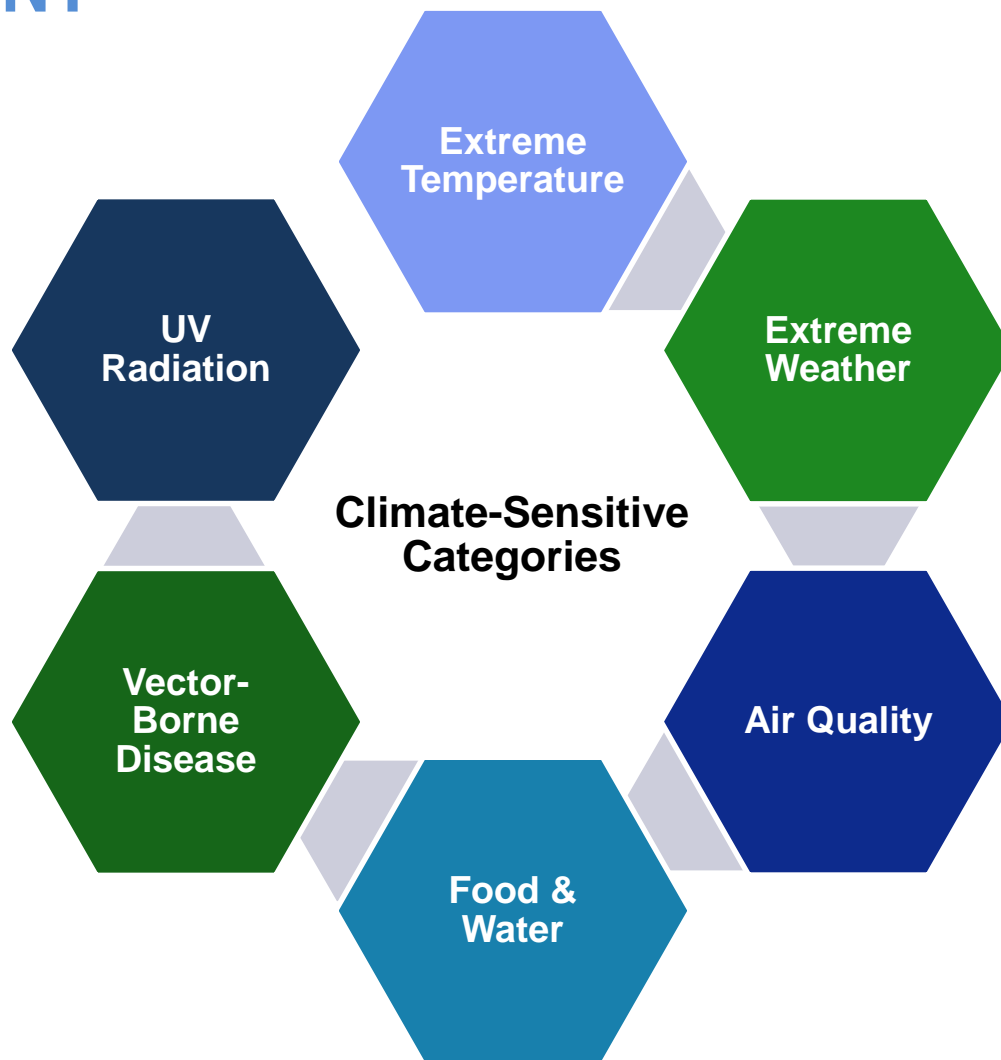 Extreme
Temperature
Extreme
Weather
Air Quality
Food &
Water
Vector-
Borne
Disease
UV
Radiation
Climate-Sensitive
Categories